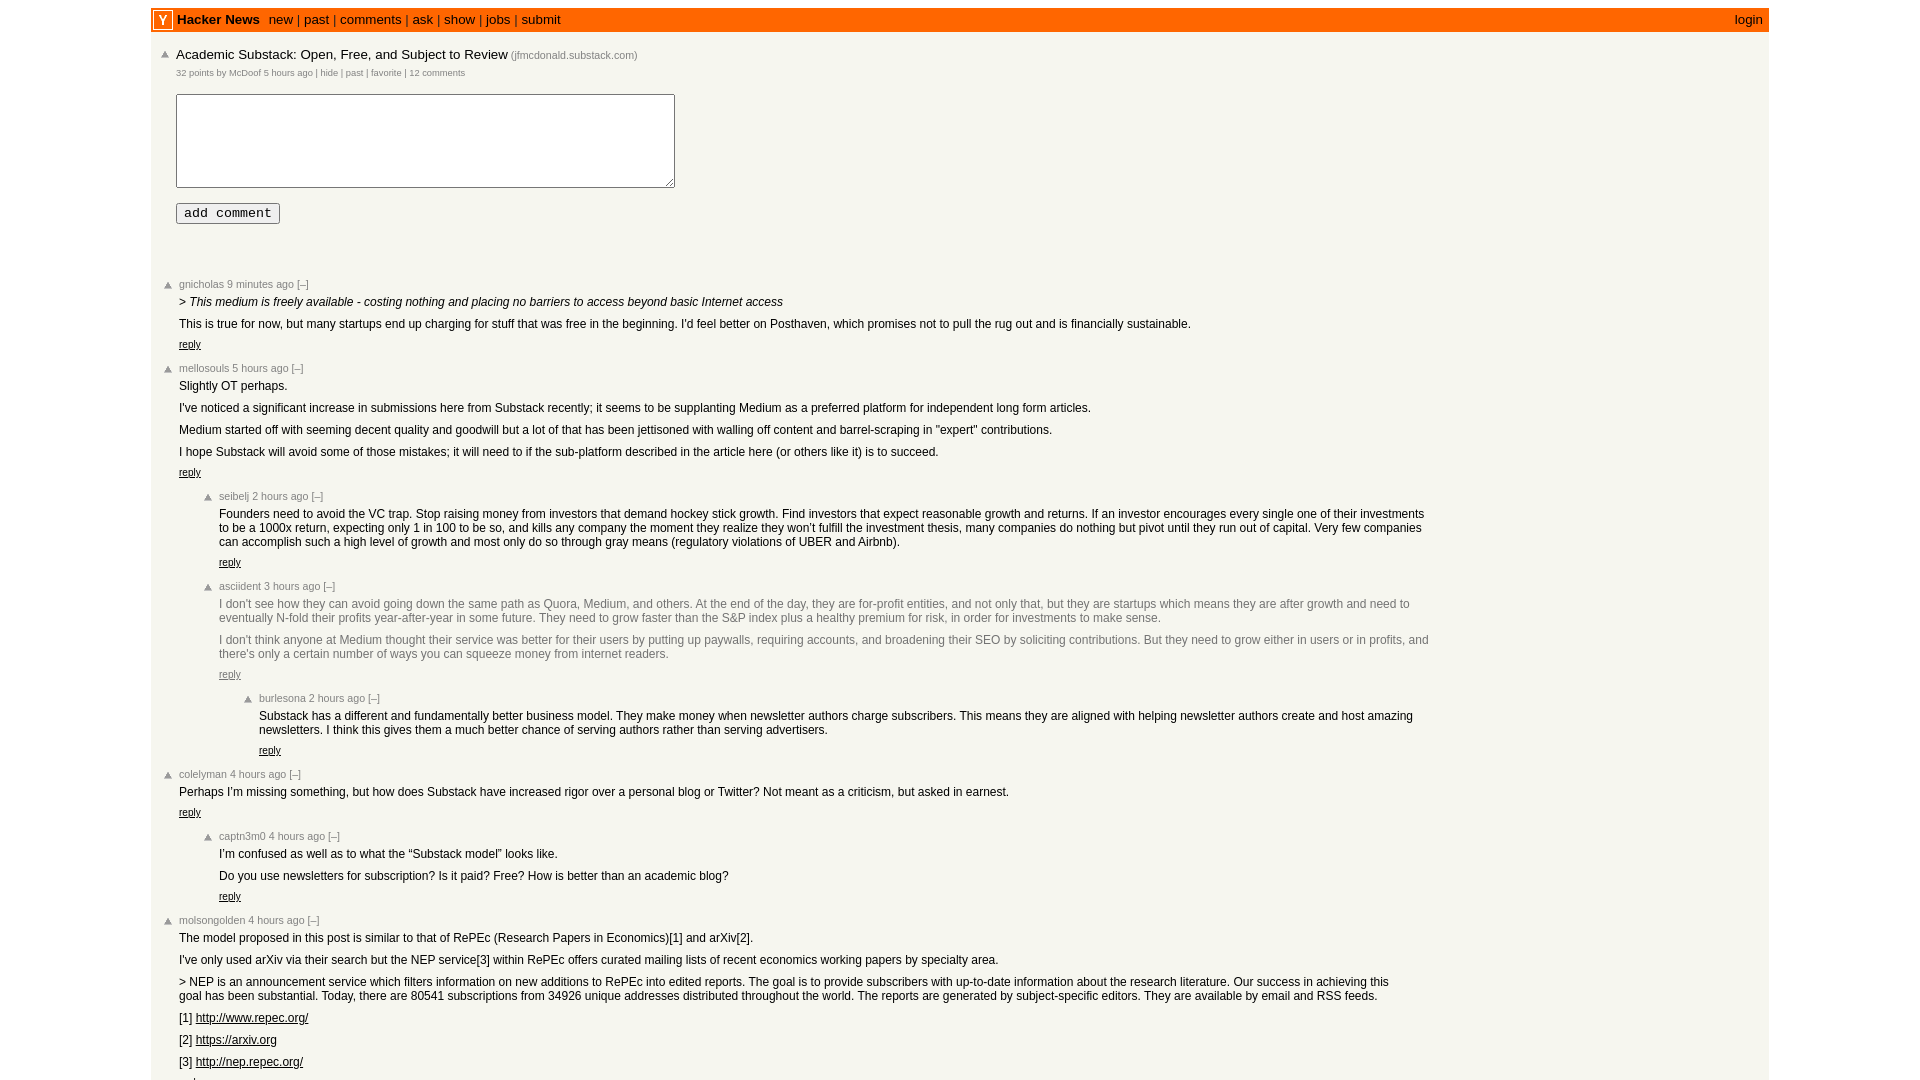 Y Hacker News new | past | comments | ask | show | jobs | submit login
Academic Substack: Open, Free, and Subject to Review (jfmcdonald.substack.com)
32 points by McDoof 5 hours ago | hide | past | favorite | 12 comments
add comment
gnicholas 9 minutes ago [–]
> This medium is freely available - costing nothing and placing no barriers to access beyond basic Internet access
This is true for now, but many startups end up charging for stuff that was free in the beginning. I'd feel better on Posthaven, which promises not to pull the rug out and is financially sustainable.
reply
mellosouls 5 hours ago [–]
Slightly OT perhaps.
I've noticed a significant increase in submissions here from Substack recently; it seems to be supplanting Medium as a preferred platform for independent long form articles.
Medium started off with seeming decent quality and goodwill but a lot of that has been jettisoned with walling off content and barrel-scraping in "expert" contributions.
I hope Substack will avoid some of those mistakes; it will need to if the sub-platform described in the article here (or others like it) is to succeed.
reply
seibelj 2 hours ago [–]
Founders need to avoid the VC trap. Stop raising money from investors that demand hockey stick growth. Find investors that expect reasonable growth and returns. If an investor encourages every single one of their investments
to be a 1000x return, expecting only 1 in 100 to be so, and kills any company the moment they realize they won’t fulfill the investment thesis, many companies do nothing but pivot until they run out of capital. Very few companies
can accomplish such a high level of growth and most only do so through gray means (regulatory violations of UBER and Airbnb).
reply
asciident 3 hours ago [–]
I don't see how they can avoid going down the same path as Quora, Medium, and others. At the end of the day, they are for-profit entities, and not only that, but they are startups which means they are after growth and need to
eventually N-fold their profits year-after-year in some future. They need to grow faster than the S&P index plus a healthy premium for risk, in order for investments to make sense.
I don't think anyone at Medium thought their service was better for their users by putting up paywalls, requiring accounts, and broadening their SEO by soliciting contributions. But they need to grow either in users or in profits, and
there's only a certain number of ways you can squeeze money from internet readers.
reply
burlesona 2 hours ago [–]
Substack has a different and fundamentally better business model. They make money when newsletter authors charge subscribers. This means they are aligned with helping newsletter authors create and host amazing
newsletters. I think this gives them a much better chance of serving authors rather than serving advertisers.
reply
colelyman 4 hours ago [–]
Perhaps I’m missing something, but how does Substack have increased rigor over a personal blog or Twitter? Not meant as a criticism, but asked in earnest.
reply
captn3m0 4 hours ago [–]
I’m confused as well as to what the “Substack model” looks like.
Do you use newsletters for subscription? Is it paid? Free? How is better than an academic blog?
reply
molsongolden 4 hours ago [–]
The model proposed in this post is similar to that of RePEc (Research Papers in Economics)[1] and arXiv[2].
I've only used arXiv via their search but the NEP service[3] within RePEc offers curated mailing lists of recent economics working papers by specialty area.
> NEP is an announcement service which filters information on new additions to RePEc into edited reports. The goal is to provide subscribers with up-to-date information about the research literature. Our success in achieving this
goal has been substantial. Today, there are 80541 subscriptions from 34926 unique addresses distributed throughout the world. The reports are generated by subject-specific editors. They are available by email and RSS feeds.
[1] http://www.repec.org/
[2] https://arxiv.org
[3] http://nep.repec.org/